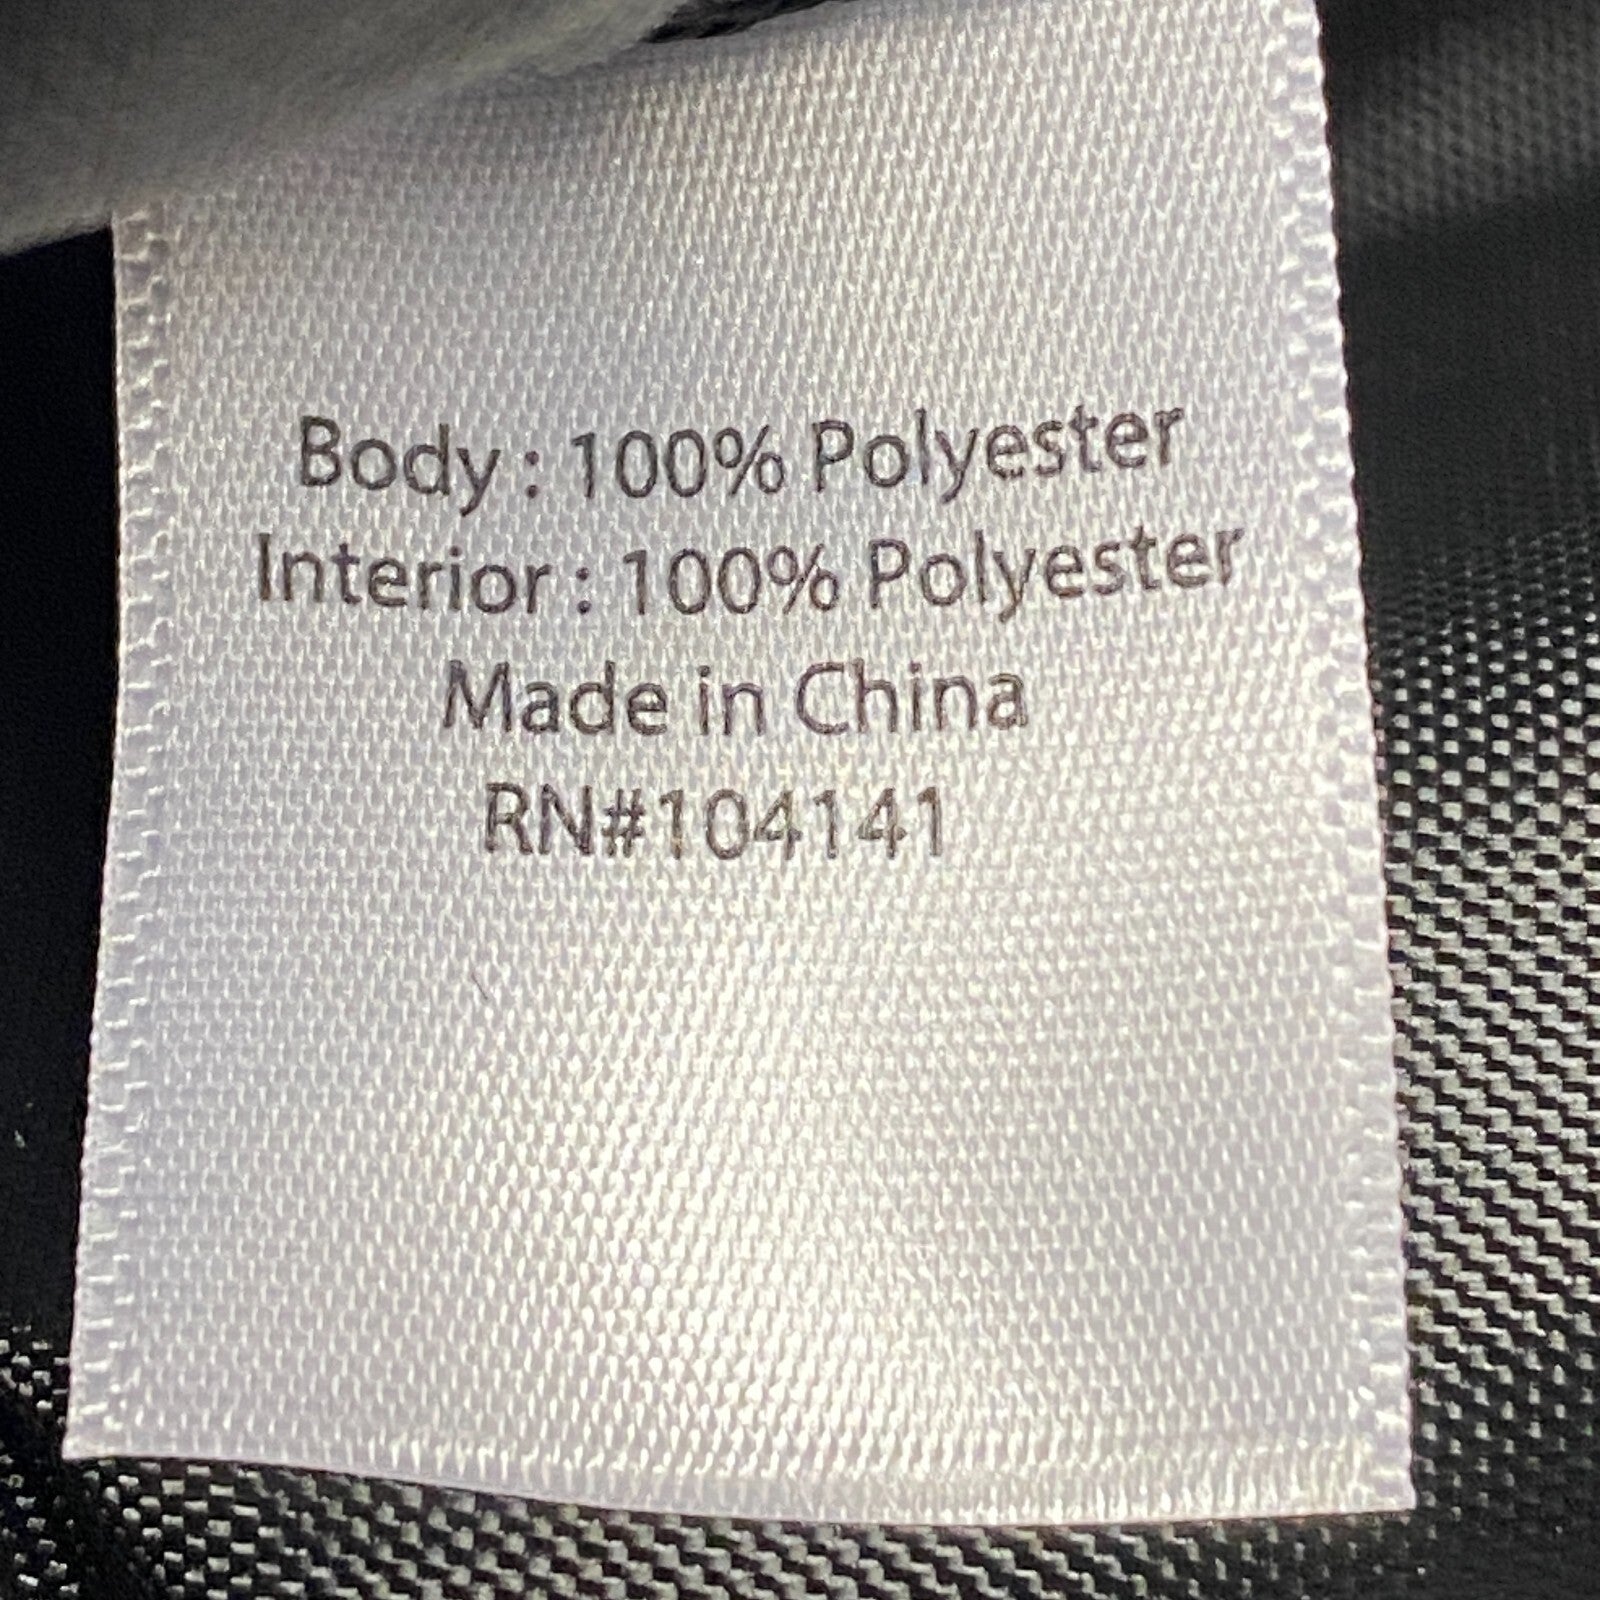 Body : 100% Polyester
Interior : 100% Polyester
Made in China
RN#104141